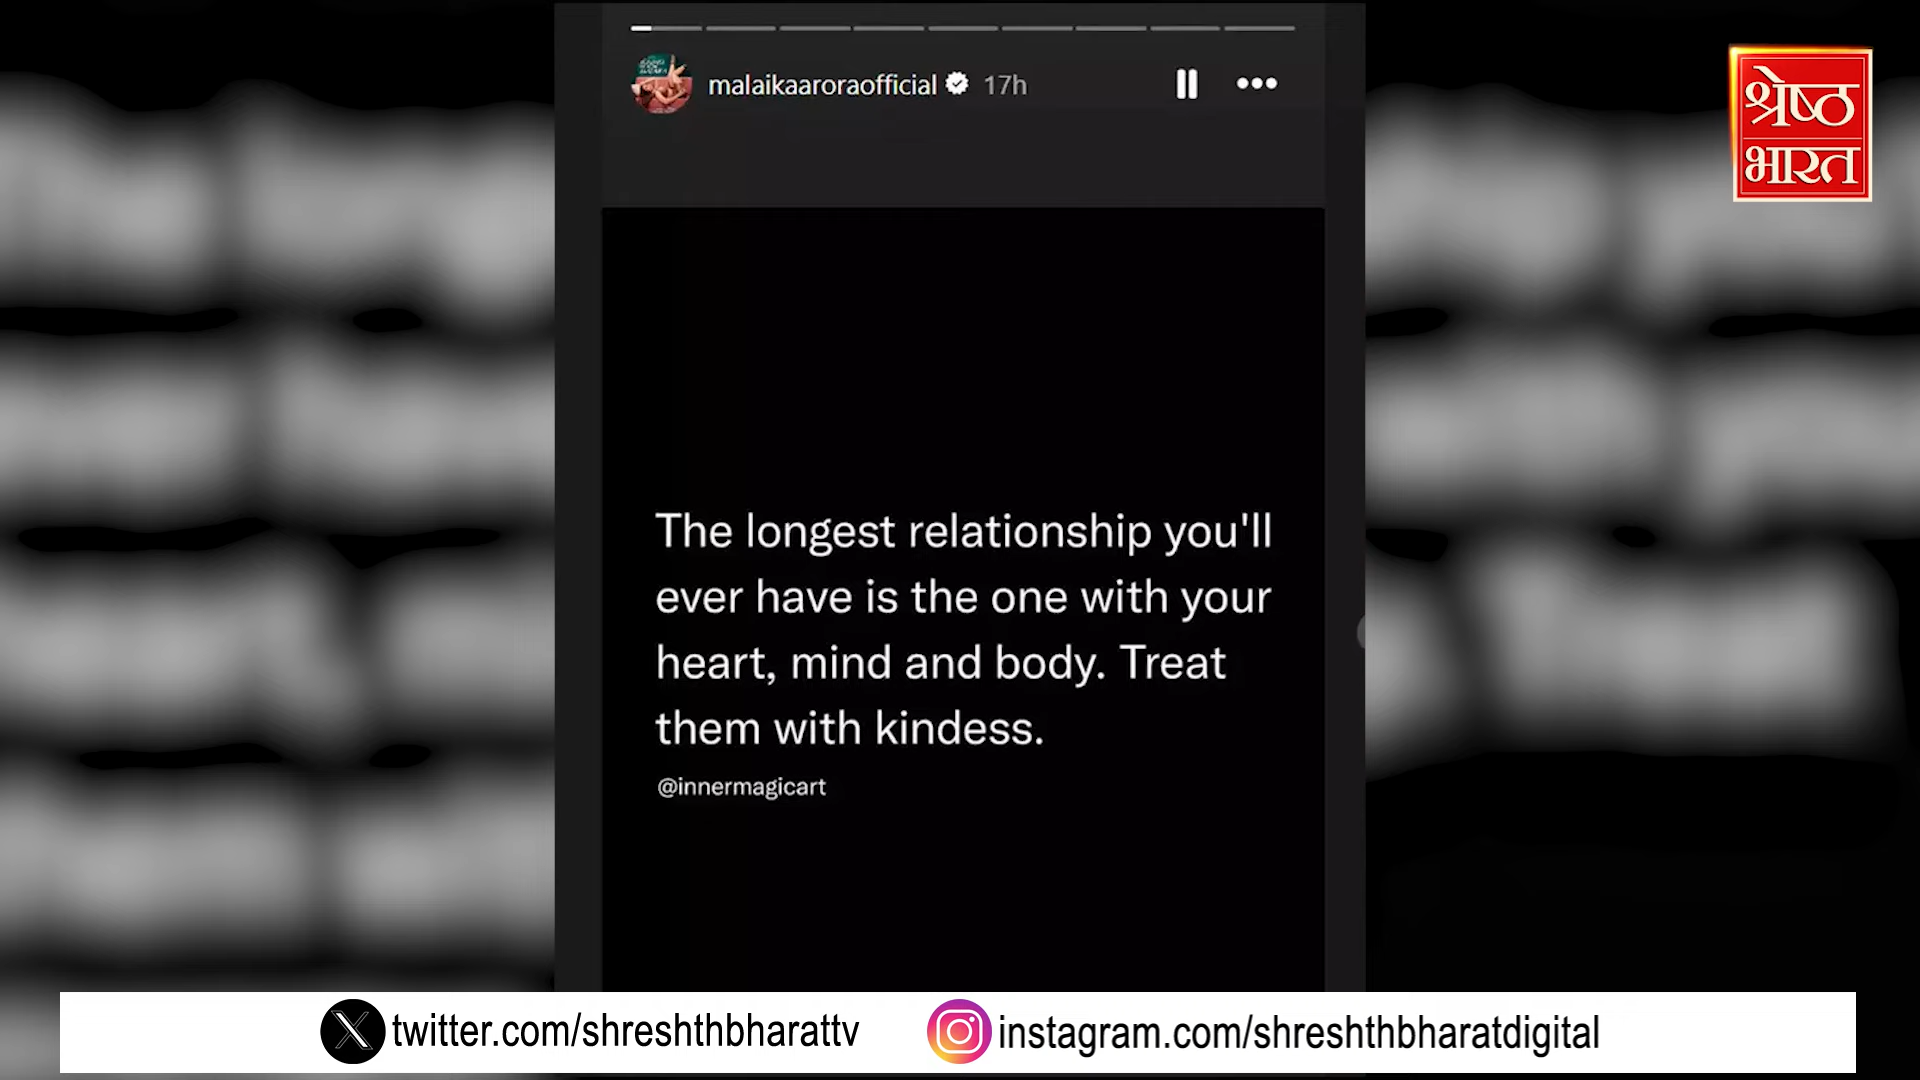 malaikaaroraofficial 17h
श्रेष्ठ
भारत
The longest relationship you'll
ever have is the one with your
heart, mind and body. Treat
them with kindess.
@innermagicart
twitter.com/shreshthbharattv
instagram.com/shreshthbharatdigital